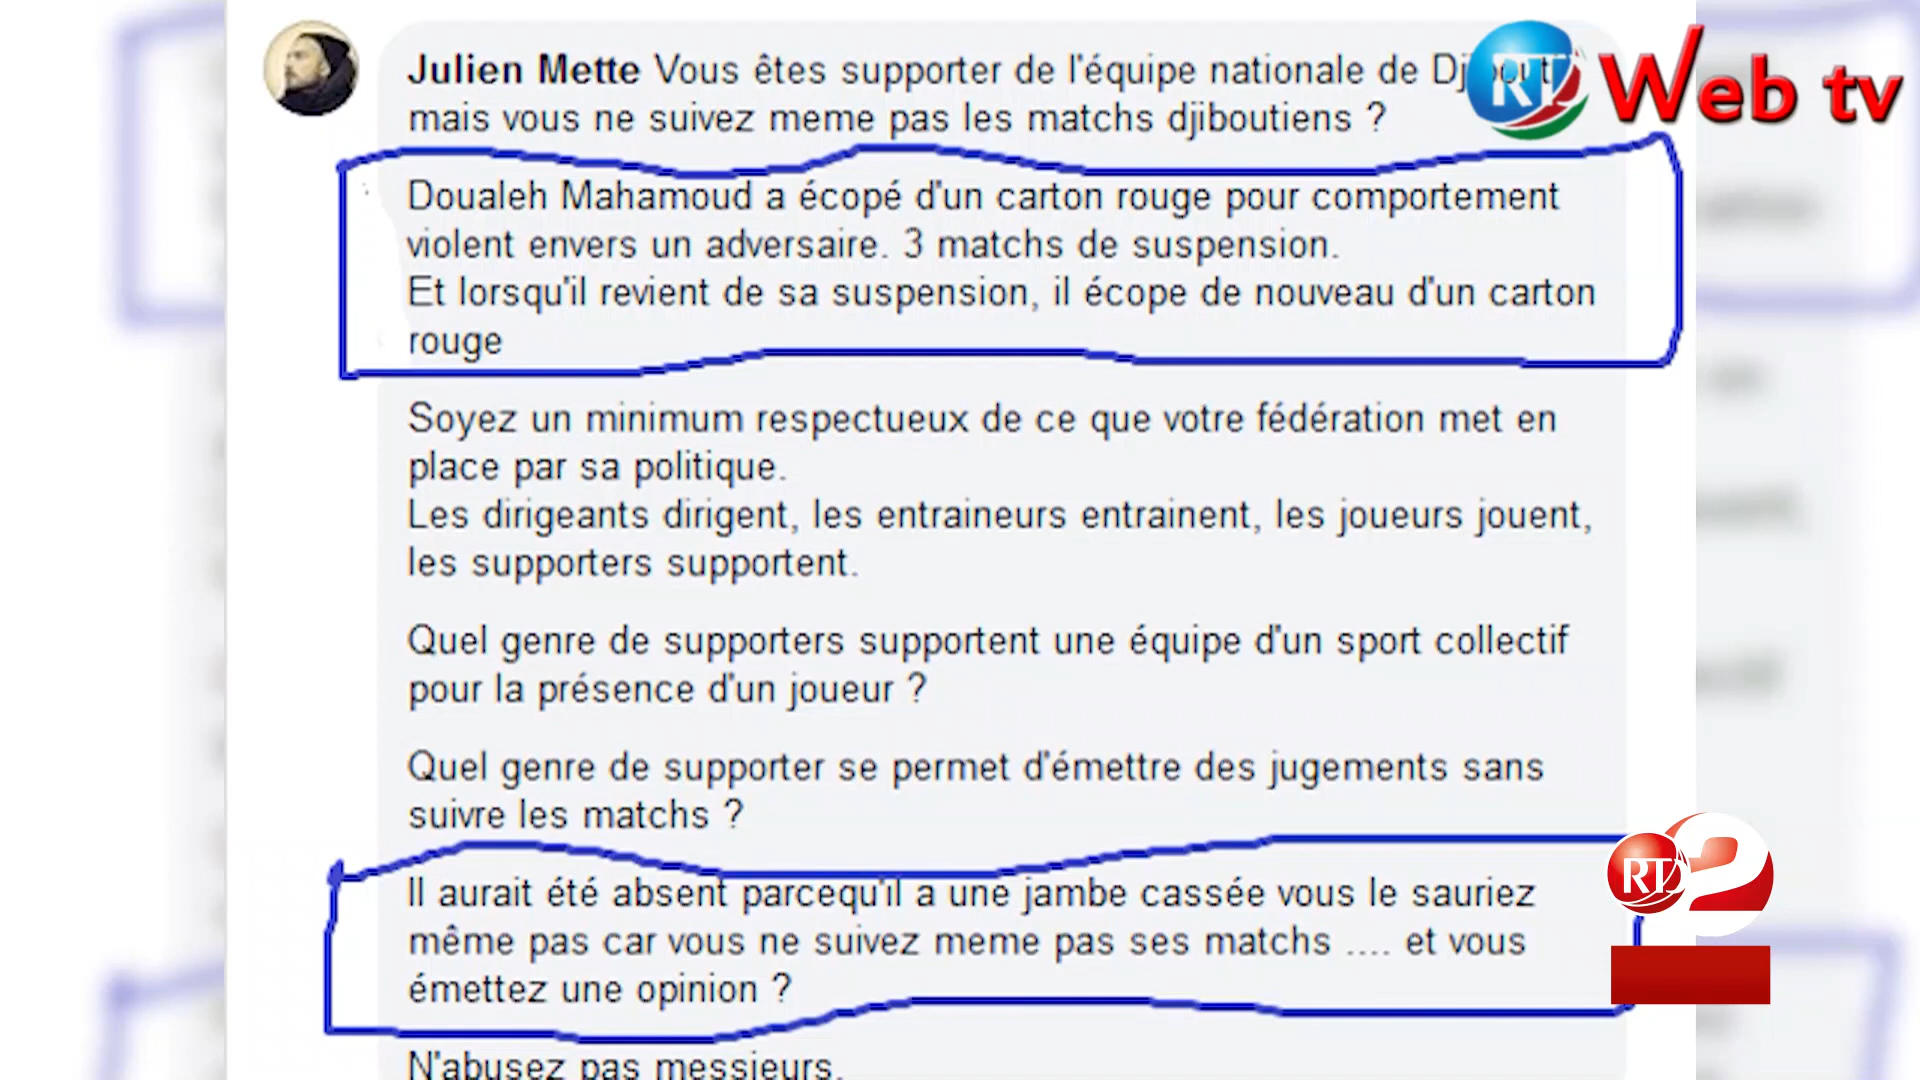 Julien Mette Vous êtes supporter de l'équipe nationale de
mais vous ne suivez meme pas les matchs djiboutiens ?
Doualeh Mahamoud a écopé d'un carton rouge pour comportement
violent envers un adversaire. 3 matchs de suspension.
Et lorsqu'il revient de sa suspension, il écope de nouveau d'un carton
rouge
Soyez un minimum respectueux de ce que votre fédération met en
place par sa politique.
Les dirigeants dirigent, les entraineurs entrainent, les joueurs jouent,
les supporters supportent.
Quel genre de supporters supportent une équipe d'un sport collectif
pour la présence d'un joueur ?
Quel genre de supporter se permet d'émettre des jugements sans
suivre les matchs ?
Il aurait été absent parcequ'il a une jambe cassée vous le sauriez
même pas car vous ne suivez meme pas ses matchs .... et vous
émettez une opinion ?
N'abusez pas messieurs.
RTD Web tv
RTD 2